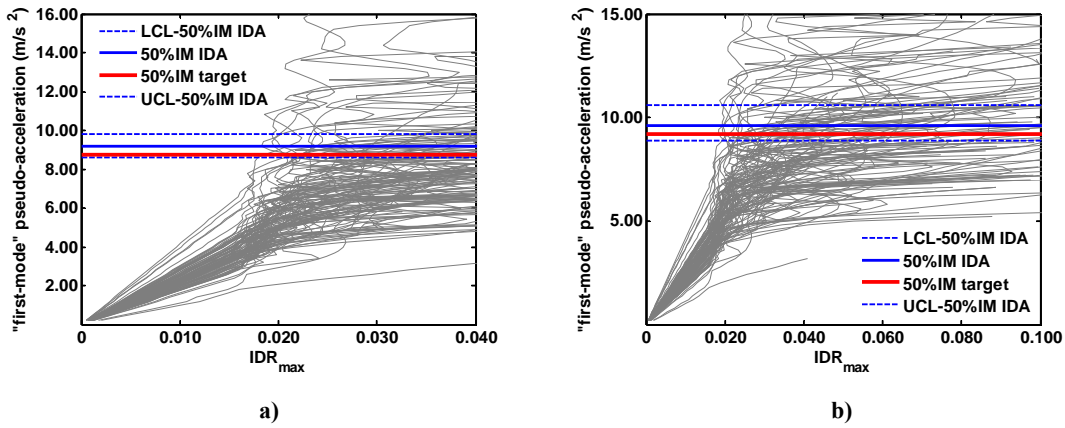 16.00
14.00
12.00
10.00
8.00
6.00
4.00
2.00
"first-mode" pseudo-acceleration (m/s 2)
LCL-50%IM IDA
50%IM IDA
50%IM target
UCL-50%IM IDA
0 0.010 0.020 0.030 0.040
IDRmax
a)
15.00
10.00
5.00
"first-mode" pseudo-acceleration (m/s2)
LCL-50%IM IDA
50%IM IDA
50%IM target
UCL-50%IM IDA
0 0.020 0.040 0.060 0.080 0.100
IDRmax
b)